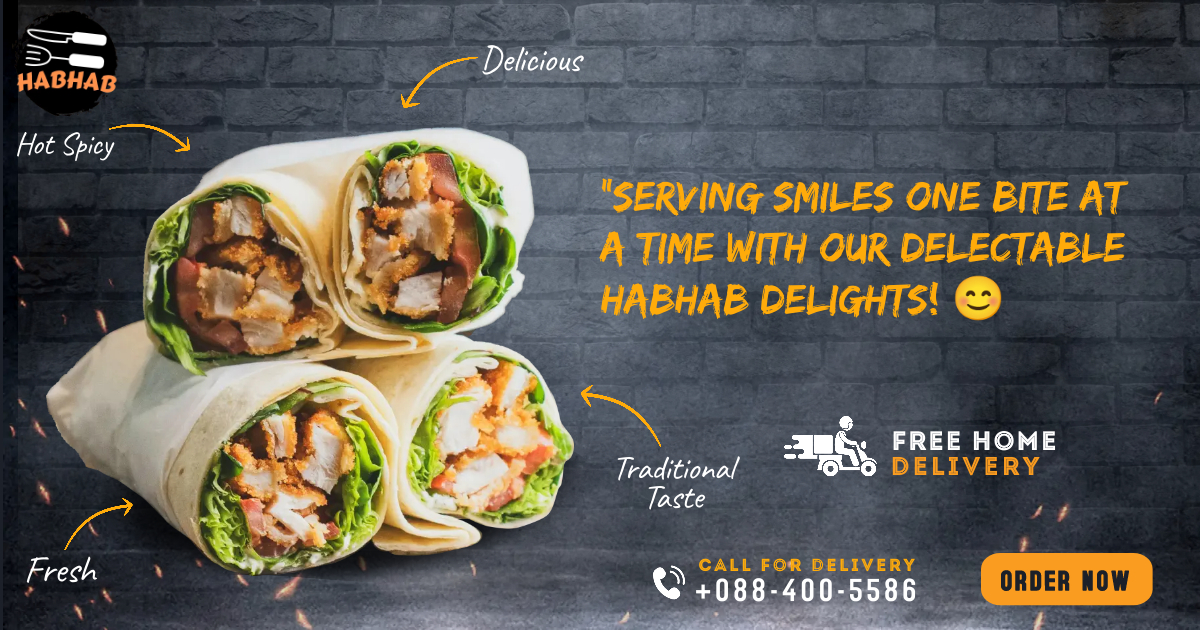 HABHAB
Delicious
Hot Spicy
"SERVING SMILES ONE BITE AT
A TIME WITH OUR DELECTABLE
HABHAB DELIGHTS! 😊
Traditional
Taste
FREE HOME
DELIVERY
Fresh
CALL FOR DELIVERY
+088-400-5586
ORDER NOW